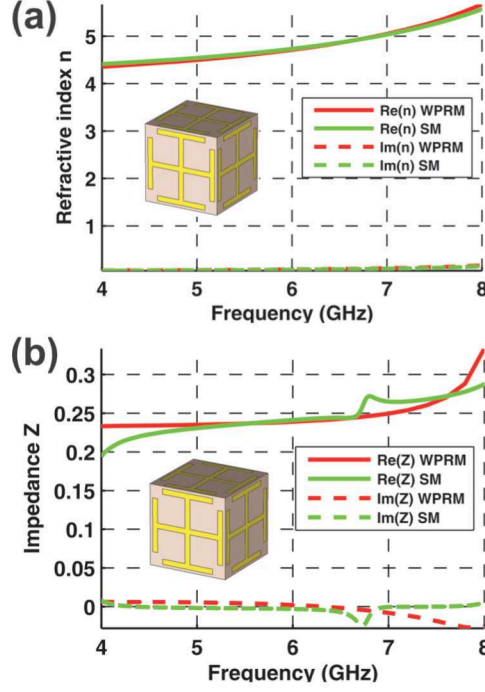 (a)
Refractive index n
5
4
3
2
1
Re(n) WPRM
Re(n) SM
Im(n) WPRM
Im(n) SM
4 5 6 7 8
Frequency (GHz)
(b)
Impedance Z
0.3
0.25
0.2
0.15
0.1
0.05
0
Re(Z) WPRM
Re(Z) SM
Im(Z) WPRM
Im(Z) SM
4 5 6 7 8
Frequency (GHz)